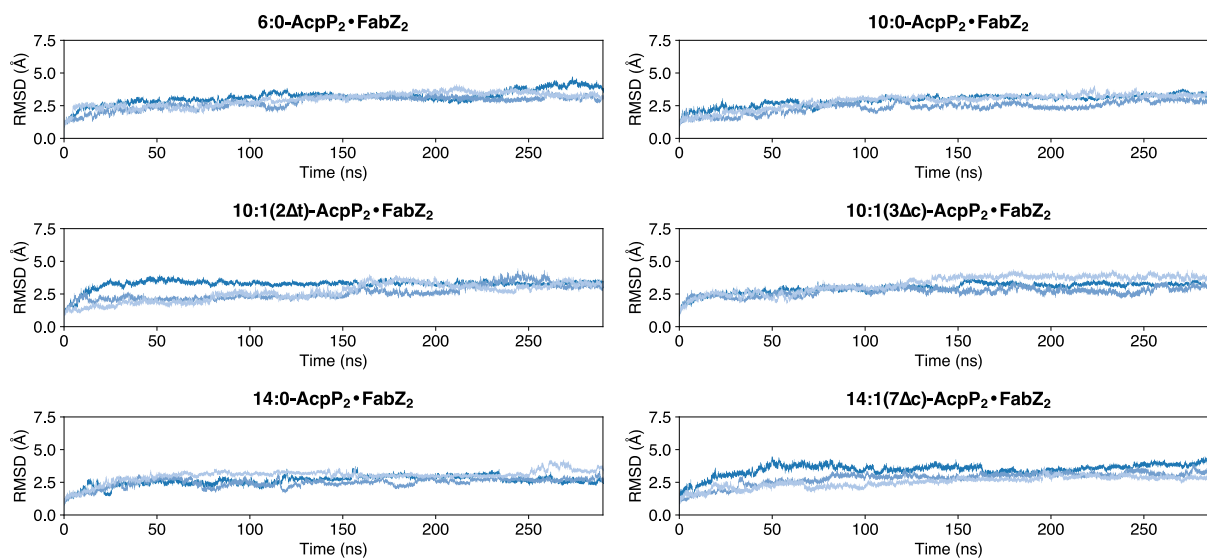 6:0-AcpP₂•FabZ₂
7.5
5.0
2.5
0.0
RMSD (Å)
0 50 100 150 200 250
Time (ns)
10:0-AcpP₂•FabZ₂
7.5
5.0
2.5
0.0
RMSD (Å)
0 50 100 150 200 250
Time (ns)
10:1(2Δt)-AcpP₂•FabZ₂
7.5
5.0
2.5
0.0
RMSD (Å)
0 50 100 150 200 250
Time (ns)
10:1(3Δc)-AcpP₂•FabZ₂
7.5
5.0
2.5
0.0
RMSD (Å)
0 50 100 150 200 250
Time (ns)
14:0-AcpP₂•FabZ₂
7.5
5.0
2.5
0.0
RMSD (Å)
0 50 100 150 200 250
Time (ns)
14:1(7Δc)-AcpP₂•FabZ₂
7.5
5.0
2.5
0.0
RMSD (Å)
0 50 100 150 200 250
Time (ns)